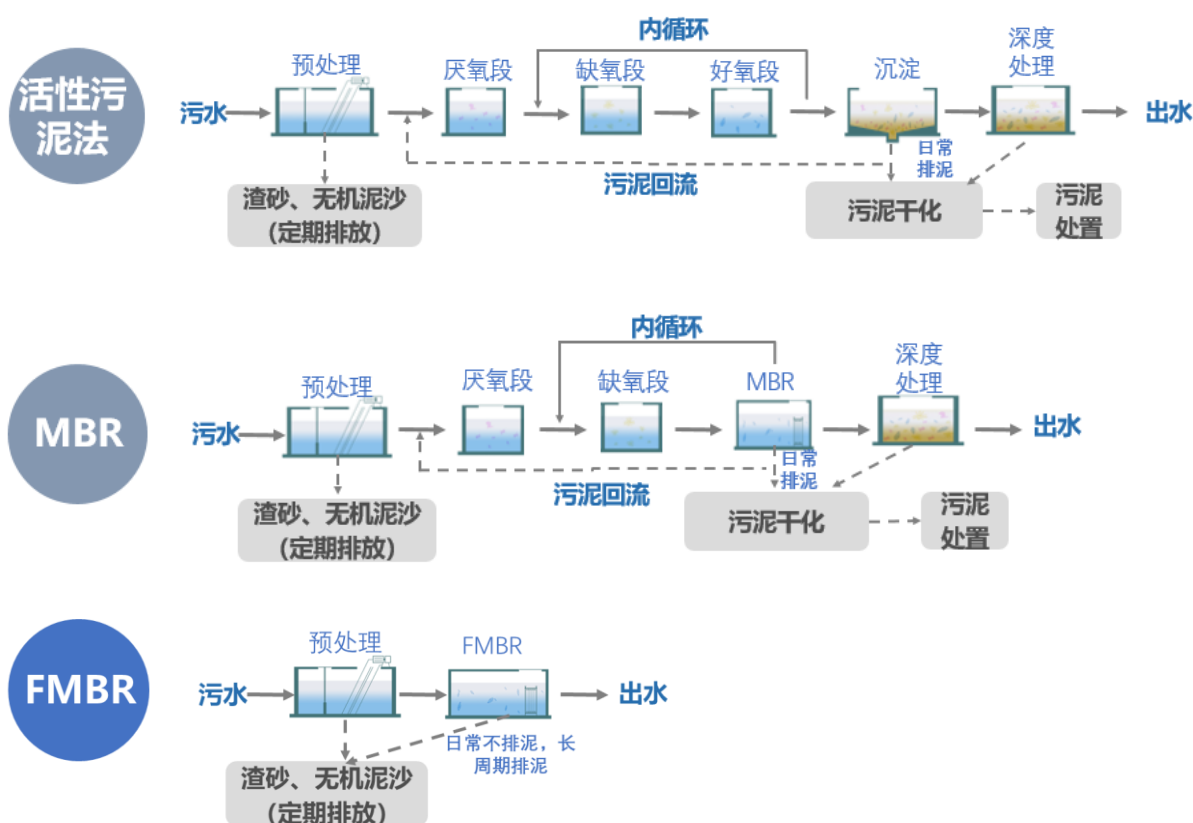 活性污
泥法
内循环
深度
处理
预处理
厌氧段
缺氧段
好氧段
沉淀
污水
出水
日常
排泥
污泥回流
渣砂、无机泥沙
（定期排放）
污泥干化
污泥
处置
MBR
内循环
深度
处理
预处理
厌氧段
缺氧段
MBR
污水
出水
日常
排泥
污泥回流
渣砂、无机泥沙
（定期排放）
污泥干化
污泥
处置
FMBR
预处理
FMBR
污水
出水
日常不排泥，长
周期排泥
渣砂、无机泥沙
（定期排放）